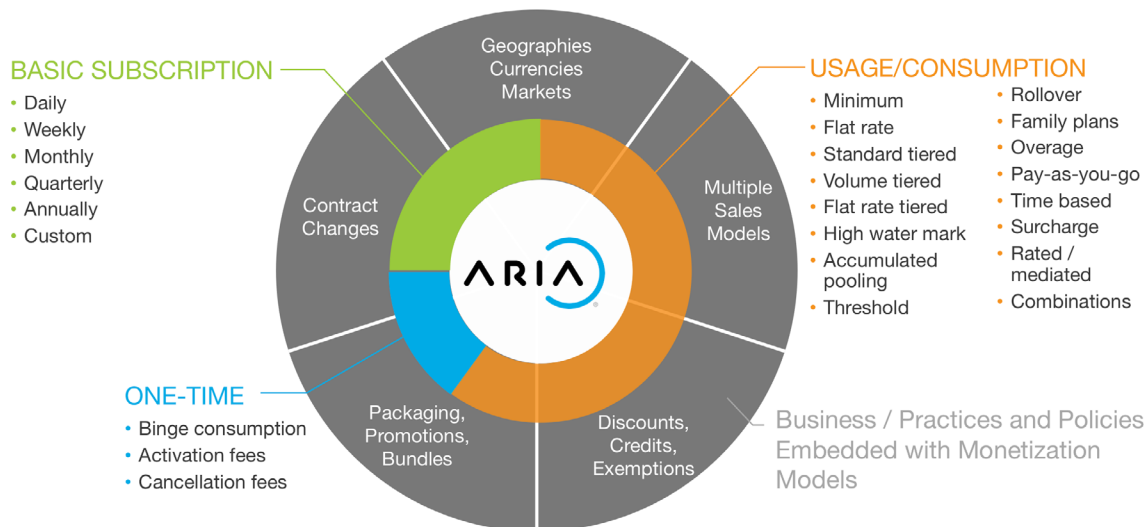 BASIC SUBSCRIPTION
• Daily
• Weekly
• Monthly
• Quarterly
• Annually
• Custom
ONE-TIME
• Binge consumption
• Activation fees
• Cancellation fees
Geographies
Currencies
Markets
Contract
Changes
Multiple
Sales
Models
ARIA
Packaging,
Promotions,
Bundles
Discounts,
Credits,
Exemptions
USAGE/CONSUMPTION
• Minimum
• Flat rate
• Standard tiered
• Volume tiered
• Flat rate tiered
• High water mark
• Accumulated
pooling
• Threshold
• Rollover
• Family plans
• Overage
• Pay-as-you-go
• Time based
• Surcharge
• Rated /
mediated
• Combinations
Business / Practices and Policies
Embedded with Monetization
Models